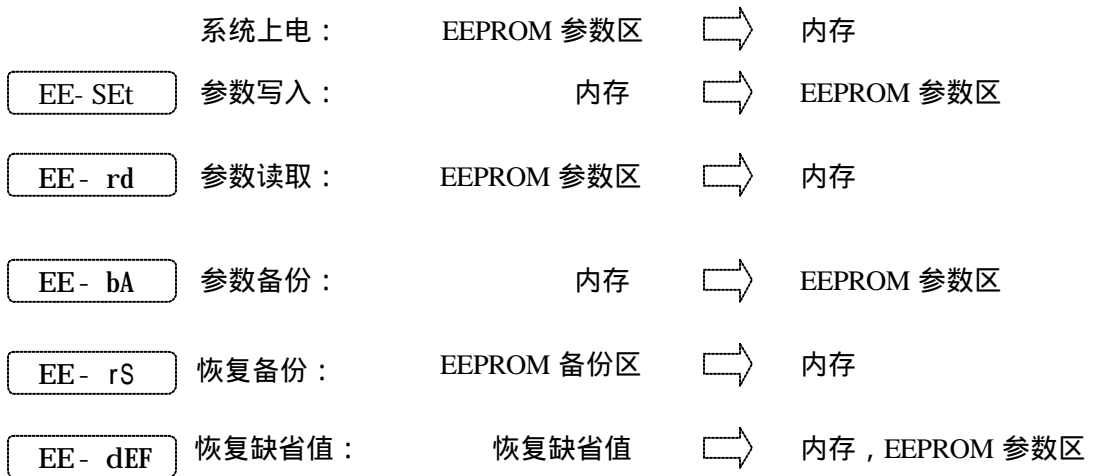 系统上电： EEPROM 参数区 内存
EE- SEt 参数写入： 内存 EEPROM 参数区
EE- rd 参数读取： EEPROM 参数区 内存
EE- bA 参数备份： 内存 EEPROM 参数区
EE- rS 恢复备份： EEPROM 备份区 内存
EE- dEF 恢复缺省值： 恢复缺省值 内存，EEPROM 参数区